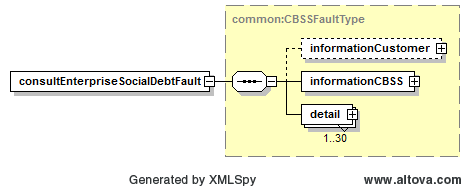 common:CBSSFaultType
informationCustomer
consultEnterpriseSocialDebtFault
informationCBSS
detail
1..30
Generated by XMLSpy
www.altova.com